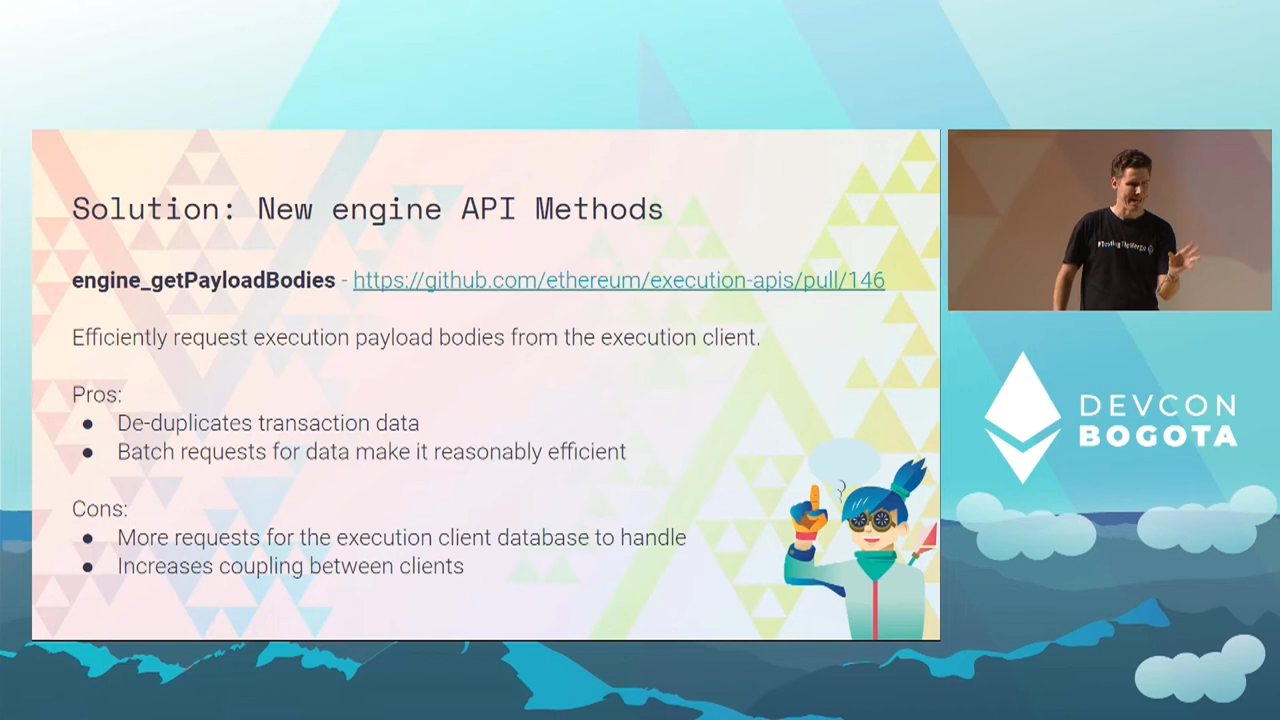 Solution: New engine API Methods
engine_getPayloadBodies - https://github.com/ethereum/execution-apis/pull/146
Efficiently request execution payload bodies from the execution client.
Pros:
● De-duplicates transaction data
● Batch requests for data make it reasonably efficient
Cons:
● More requests for the execution client database to handle
● Increases coupling between clients
#TestingTheMerge
DEVCON
BOGOTA